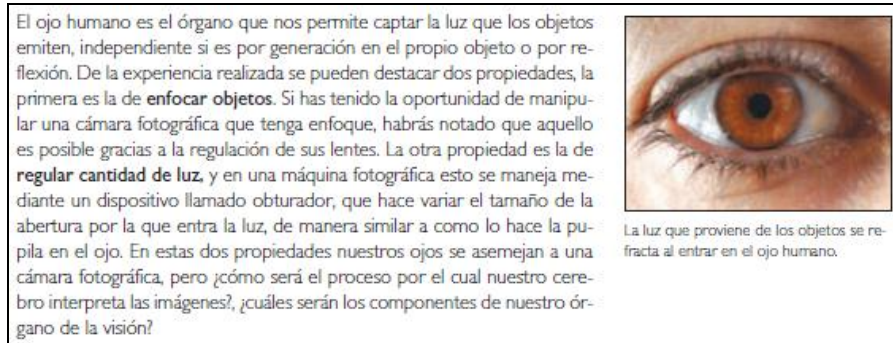 El ojo humano es el órgano que nos permite captar la luz que los objetos
emiten, independiente si es por generación en el propio objeto o por re-
flexión. De la experiencia realizada se pueden destacar dos propiedades, la
primera es la de enfocar objetos. Si has tenido la oportunidad de manipu-
lar una cámara fotográfica que tenga enfoque, habrás notado que aquello
es posible gracias a la regulación de sus lentes. La otra propiedad es la de
regular cantidad de luz, y en una máquina fotográfica esto se maneja me-
diante un dispositivo llamado obturador, que hace variar el tamaño de la
abertura por la que entra la luz, de manera similar a como lo hace la pu-
pila en el ojo. En estas dos propiedades nuestros ojos se asemejan a una
cámara fotográfica, pero ¿cómo será el proceso por el cual nuestro cere-
bro interpreta las imágenes?, ¿cuáles serán los componentes de nuestro ór-
gano de la visión?
La luz que proviene de los objetos se re-
fracta al entrar en el ojo humano.